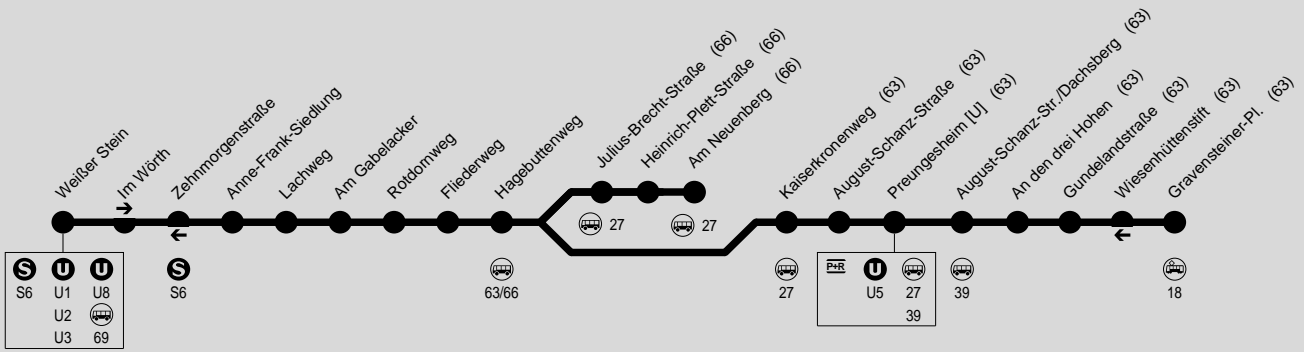 Weißer Stein
Im Wörth
Zehnmorgenstraße
Anne-Frank-Siedlung
Lachweg
Am Gabelacker
Rotdornweg
Fliederweg
Hagebuttenweg
Julius-Brecht-Straße (66)
Heinrich-Plett-Straße (66)
Am Neuenberg (66)
Kaiserkronenweg (63)
August-Schanz-Straße (63)
Preungesheim [U] (63)
August-Schanz-Str./Dachsberg (63)
An den drei Hohen (63)
Gundelandstraße (63)
Wiesenhüttenstift (63)
Gravensteiner-Pl. (63)
→
←
←
27
27
S U U
S6 U1 U8
U2
U3 69
S
S6
63/66
27
P+R U
U5 27
39
39
18